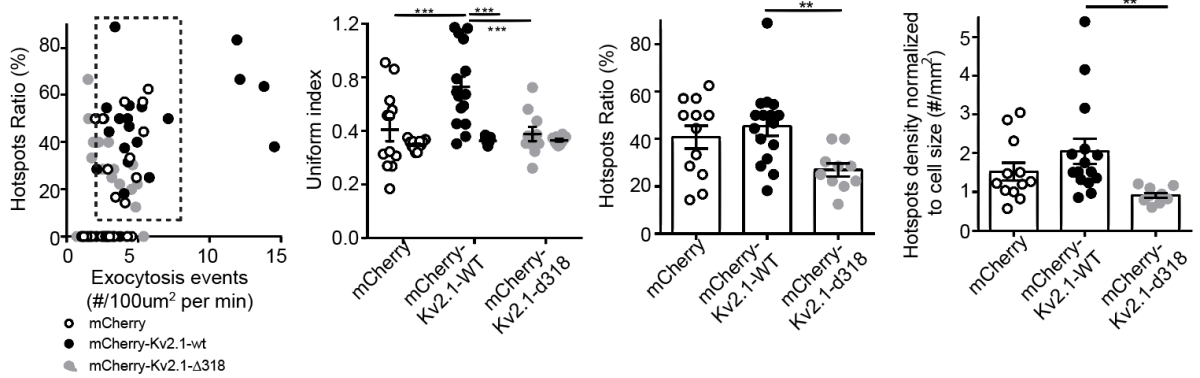 Hotspots Ratio (%)
80
60
40
20
0
0
5
10
15
Exocytosis events
(#/100um² per min)
mCherry
mCherry-Kv2.1-wt
mCherry-Kv2.1-Δ318
Uniform index
1.2
0.8
0.4
0.2
0.0
***
***
***
mCherry
mCherry-
Kv2.1-WT
mCherry-
Kv2.1-d318
Hotspots Ratio (%)
80
60
40
20
0
**
mCherry
mCherry-
Kv2.1-WT
mCherry-
Kv2.1-d318
Hotspots density normalized
to cell size (#/mm²)
5
4
3
2
1
0
**
mCherry
mCherry-
Kv2.1-WT
mCherry-
Kv2.1-d318